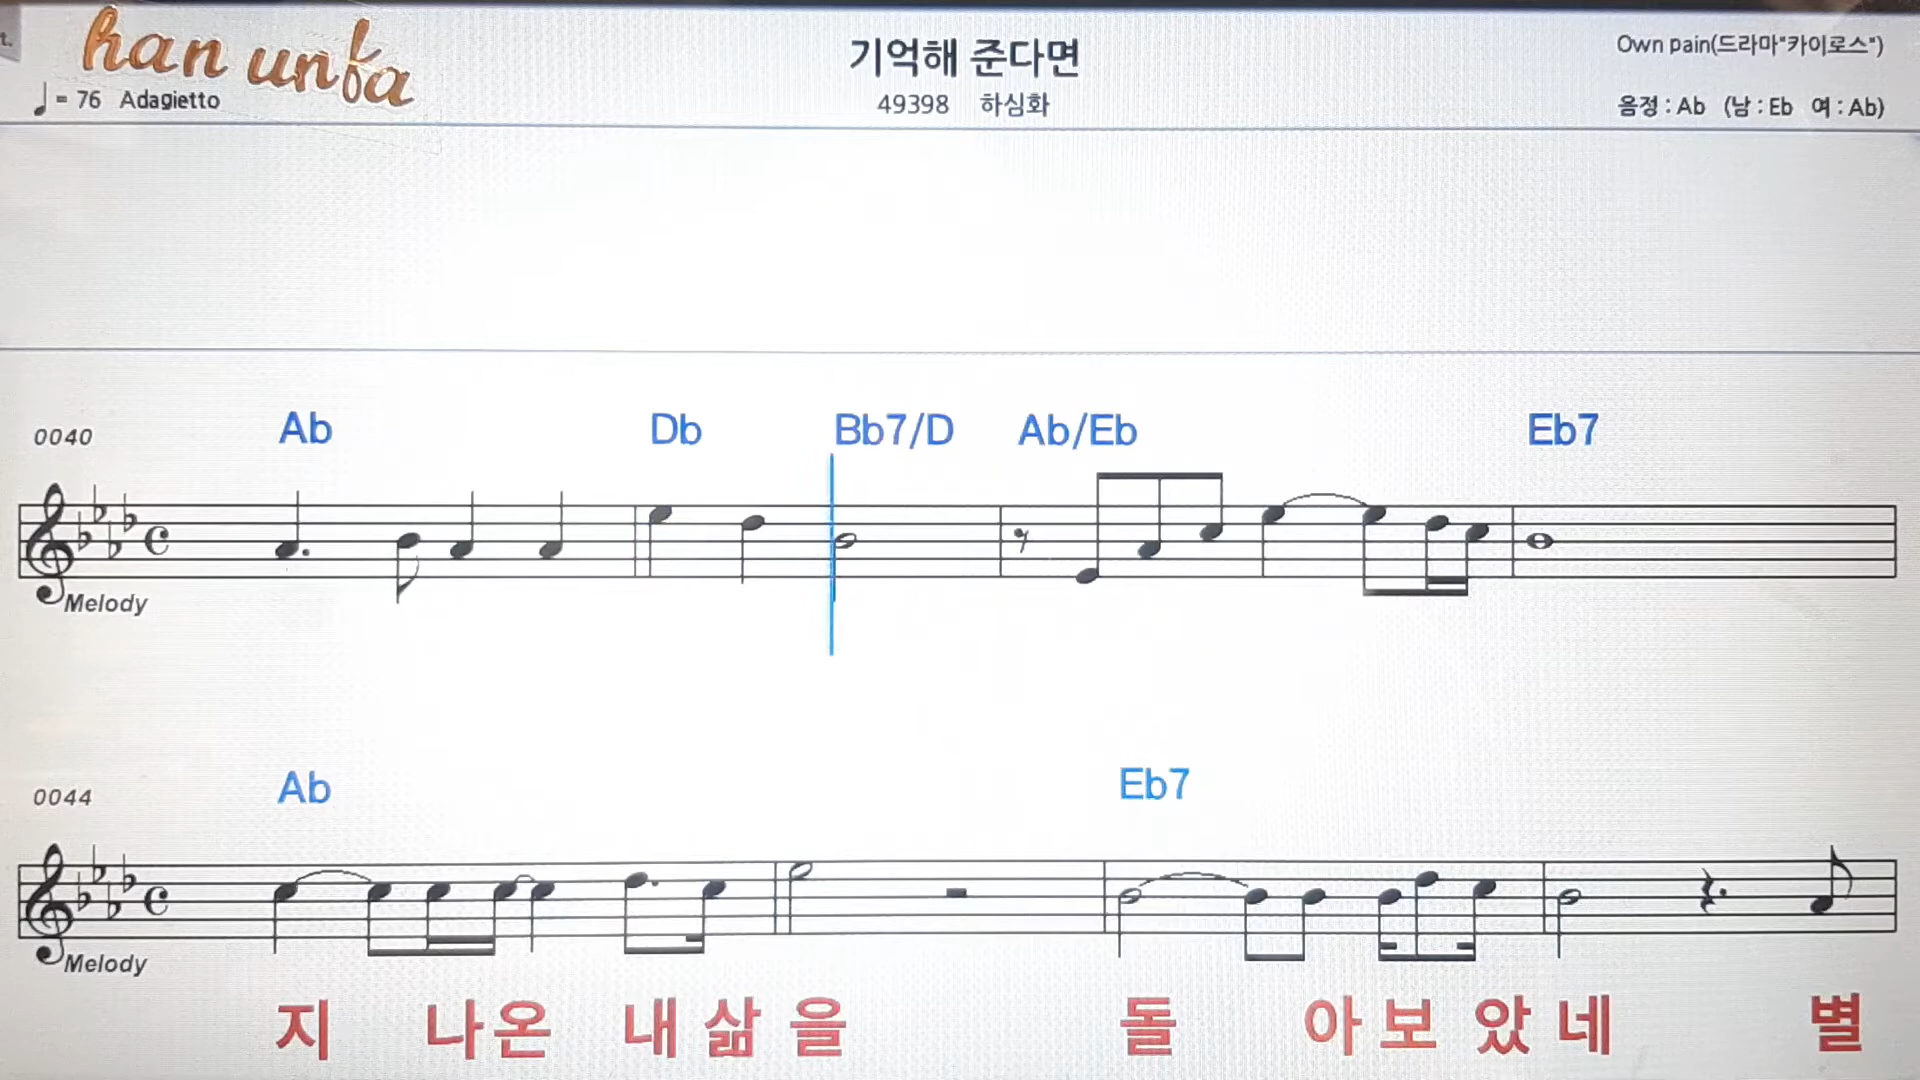 t.
han unfa
기억해 준다면
Own pain(드라마"카이로스")
♩= 76 Adagietto
49398 하심화
음정 : Ab (남 : Eb 여 : Ab)
0040 Ab Db Bb7/D Ab/Eb Eb7
Melody
0044 Ab Eb7
Melody
지 나온 내 삶 을 돌 아 보 았 네 별